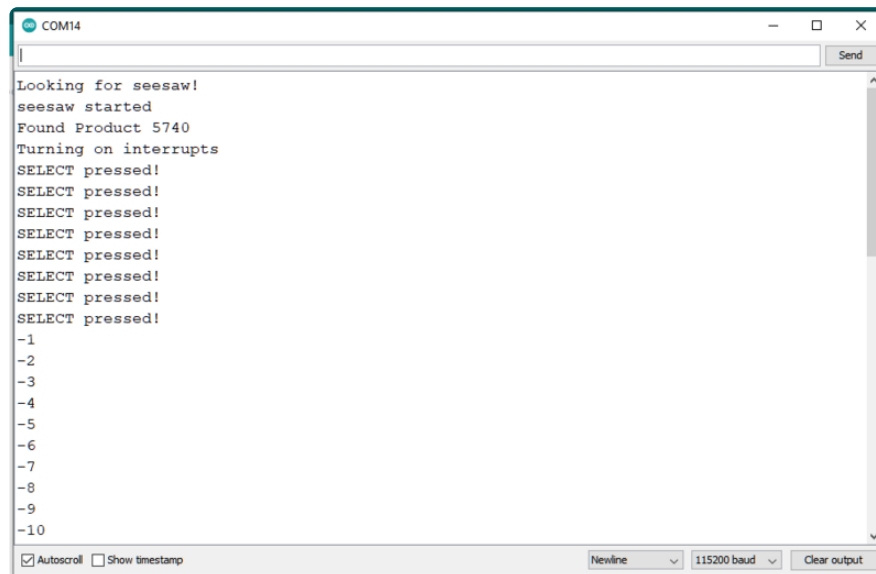 COM14
Send
Looking for seesaw!
seesaw started
Found Product 5740
Turning on interrupts
SELECT pressed!
SELECT pressed!
SELECT pressed!
SELECT pressed!
SELECT pressed!
SELECT pressed!
SELECT pressed!
SELECT pressed!
-1
-2
-3
-4
-5
-6
-7
-8
-9
-10
Autoscroll Show timestamp Newline 115200 baud Clear output